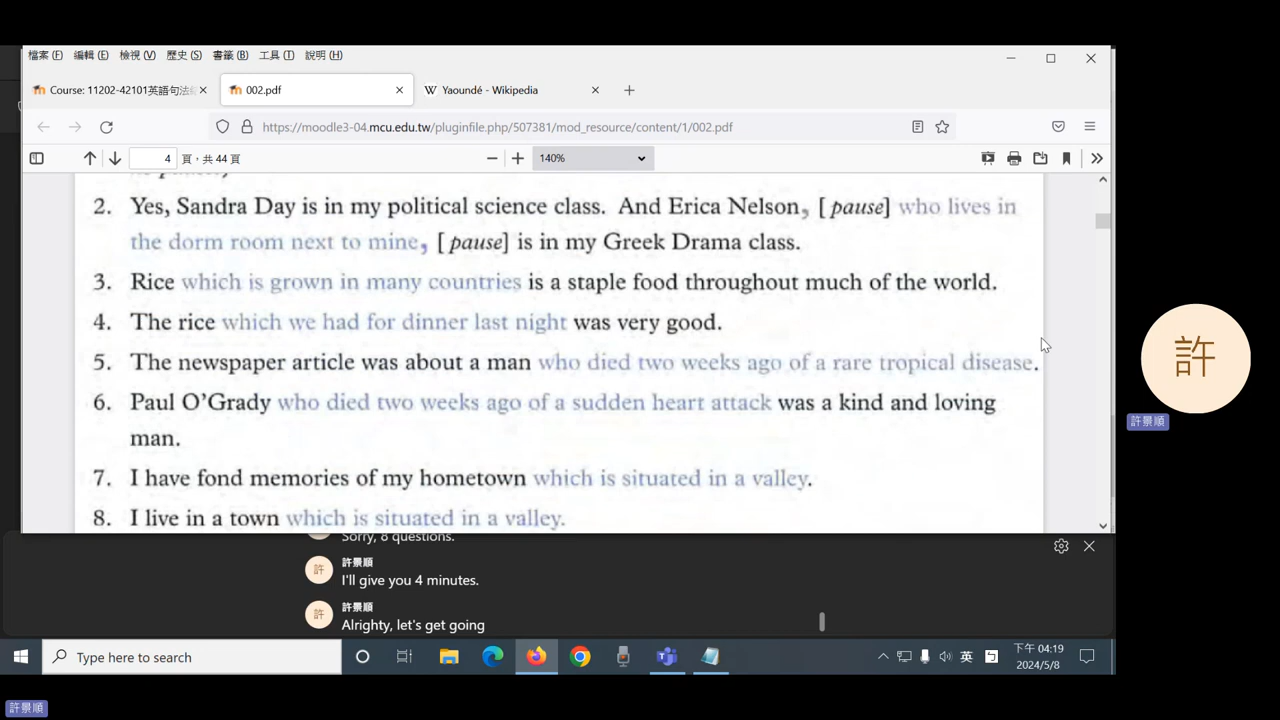 檔案(F) 編輯(E) 檢視(V) 歷史(S) 書籤(B) 工具(T) 說明(H)
Course: 11202-42101英語句法 002.pdf W Yaoundé - Wikipedia
https://moodle3-04.mcu.edu.tw/pluginfile.php/507381/mod_resource/content/1/002.pdf
4 頁，共 44 頁 140%
2. Yes, Sandra Day is in my political science class. And Erica Nelson, [pause] who lives in
the dorm room next to mine, [pause] is in my Greek Drama class.
3. Rice which is grown in many countries is a staple food throughout much of the world.
4. The rice which we had for dinner last night was very good.
5. The newspaper article was about a man who died two weeks ago of a rare tropical disease.
6. Paul O'Grady who died two weeks ago of a sudden heart attack was a kind and loving
man.
7. I have fond memories of my hometown which is situated in a valley.
8. I live in a town which is situated in a valley.
Sorry, 8 questions.
許景順
許 I'll give you 4 minutes.
許景順
許 Alrighty, let's get going
許
許景順
Type here to search
英
下午 04:19
2024/5/8
許景順